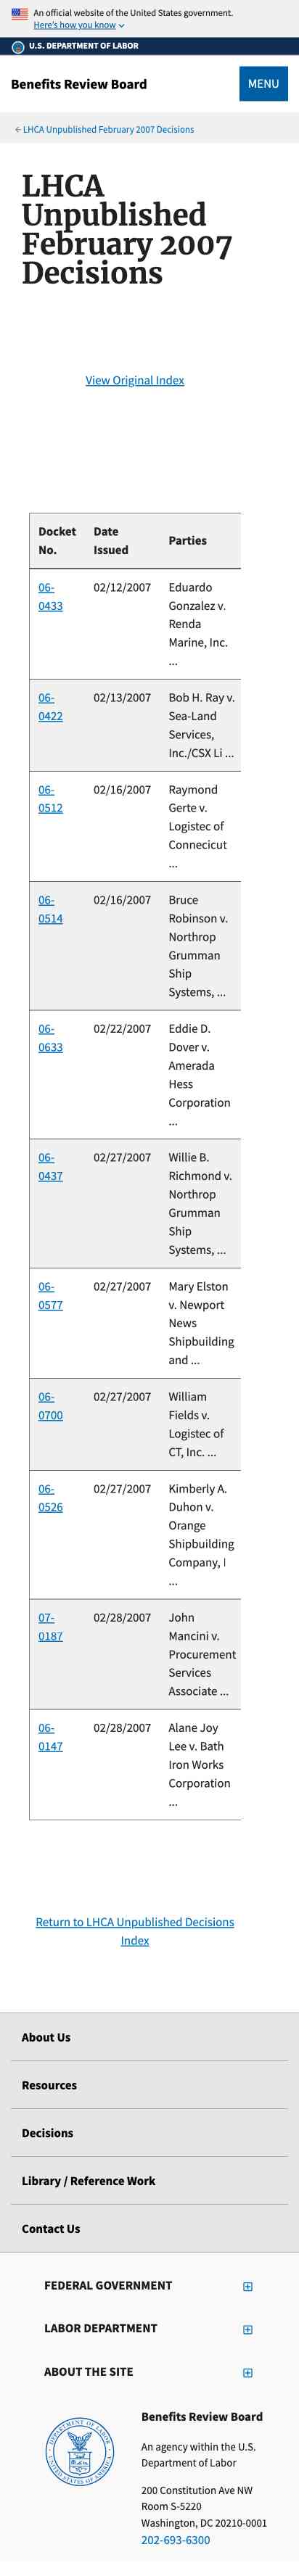 An official website of the United States government.
Here's how you know
U.S. DEPARTMENT OF LABOR
Benefits Review Board
MENU
← LHCA Unpublished February 2007 Decisions
LHCA
Unpublished
February 2007
Decisions
View Original Index
Docket No. Date Issued Parties
06-
0433
02/12/2007
Eduardo
Gonzalez v.
Renda
Marine, Inc.
...
06-
0422
02/13/2007
Bob H. Ray v.
Sea-Land
Services,
Inc./CSX Li ...
06-
0512
02/16/2007
Raymond
Gerte v.
Logistec of
Connecticut
...
06-
0514
02/16/2007
Bruce
Robinson v.
Northrop
Grumman
Ship
Systems, ...
06-
0633
02/22/2007
Eddie D.
Dover v.
Amerada
Hess
Corporation
...
06-
0437
02/27/2007
Willie B.
Richmond v.
Northrop
Grumman
Ship
Systems, ...
06-
0577
02/27/2007
Mary Elston
v. Newport
News
Shipbuilding
and ...
06-
0700
02/27/2007
William
Fields v.
Logistec of
CT, Inc. ...
06-
0526
02/27/2007
Kimberly A.
Duhon v.
Orange
Shipbuilding
Company, I
...
07-
0187
02/28/2007
John
Mancini v.
Procurement
Services
Associate ...
06-
0147
02/28/2007
Alane Joy
Lee v. Bath
Iron Works
Corporation
...
Return to LHCA Unpublished Decisions
Index
About Us
Resources
Decisions
Library / Reference Work
Contact Us
FEDERAL GOVERNMENT
LABOR DEPARTMENT
ABOUT THE SITE
DEPARTMENT OF LABOR
UNITED STATES OF AMERICA
Benefits Review Board
An agency within the U.S.
Department of Labor
200 Constitution Ave NW
Room S-5220
Washington, DC 20210-0001
202-693-6300